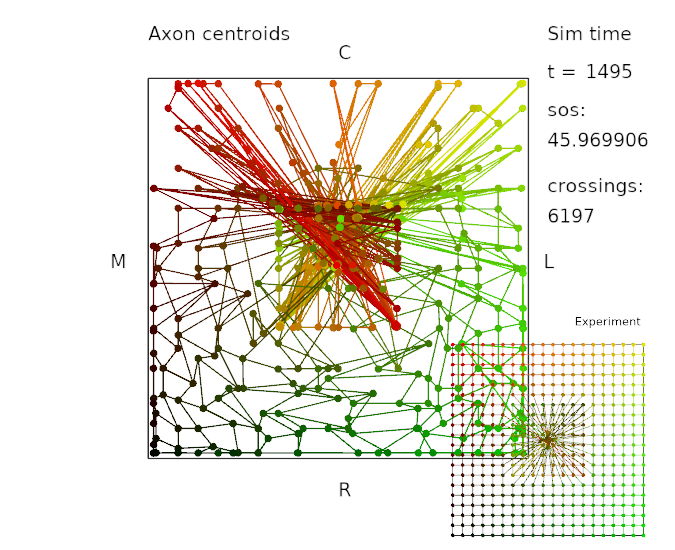 Axon centroids
C
Sim time
t = 1495
sos:
45.969906
crossings:
6197
M
L
Experiment
R